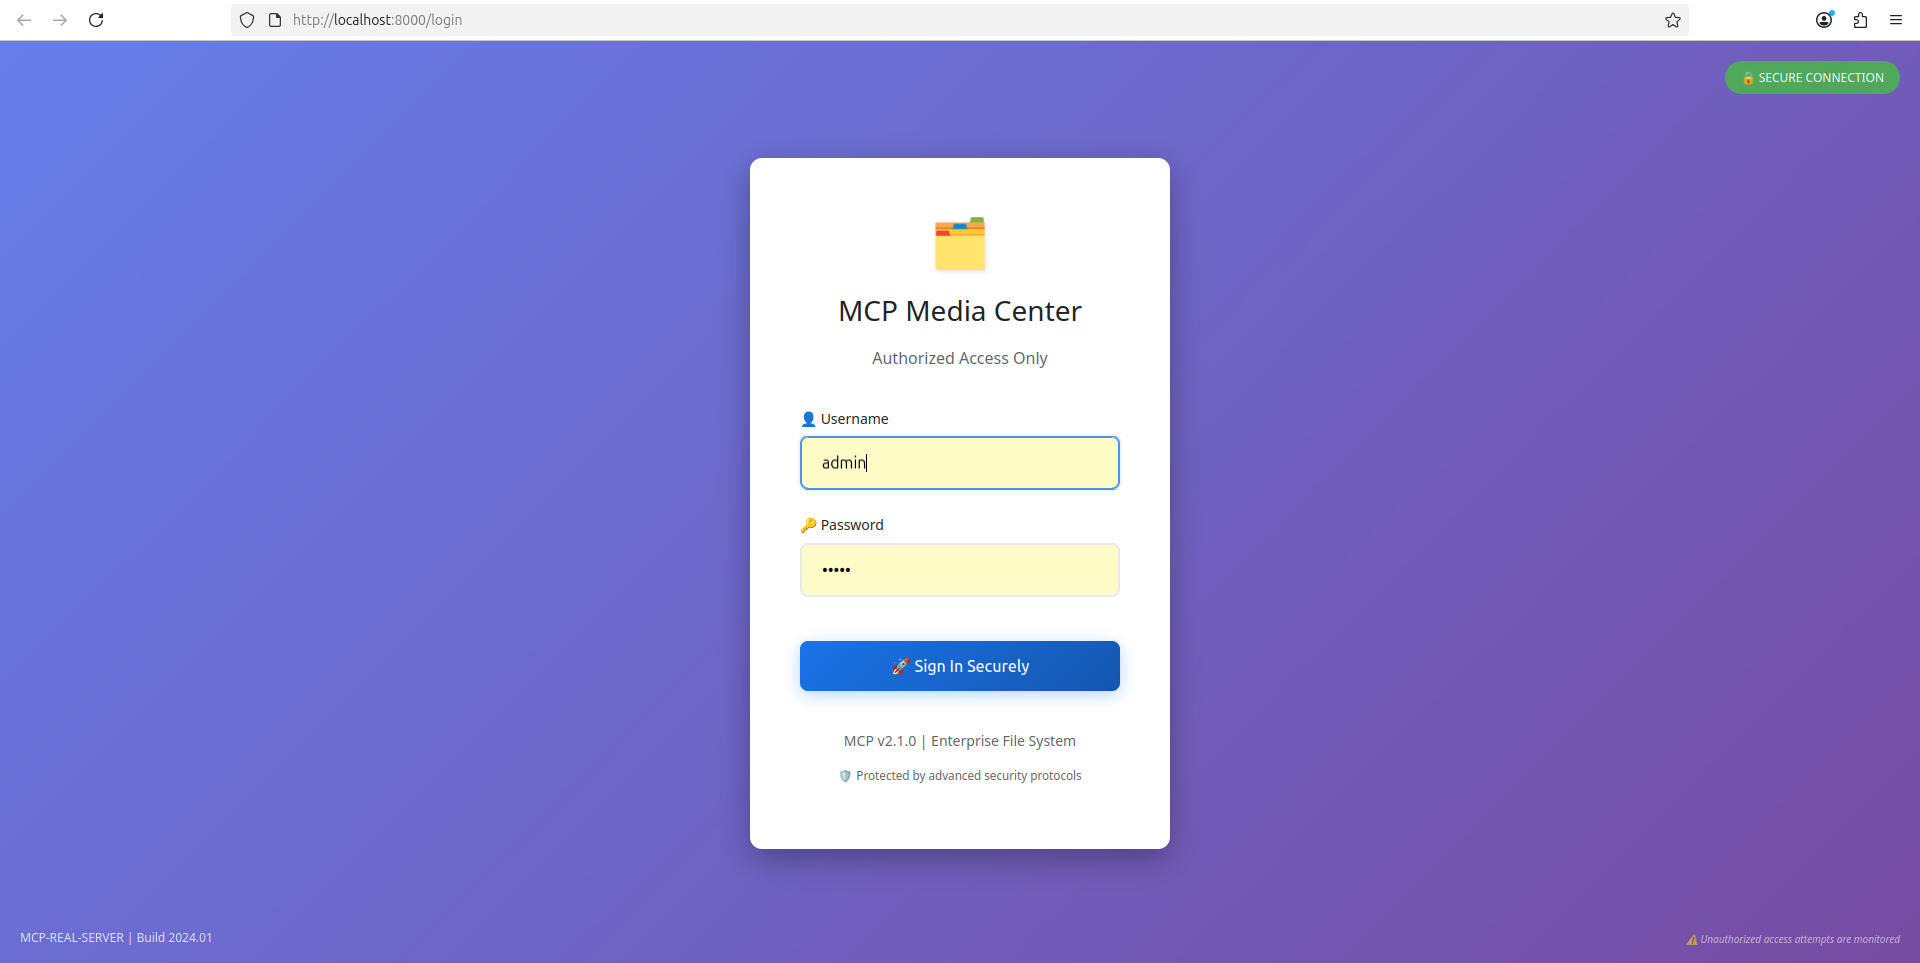 http://localhost:8000/login
🔒 SECURE CONNECTION
MCP Media Center
Authorized Access Only
👤 Username
admin
🔑 Password
•••••
🚀 Sign In Securely
MCP v2.1.0 | Enterprise File System
🛡️ Protected by advanced security protocols
MCP-REAL-SERVER | Build 2024.01
⚠️ Unauthorized access attempts are monitored